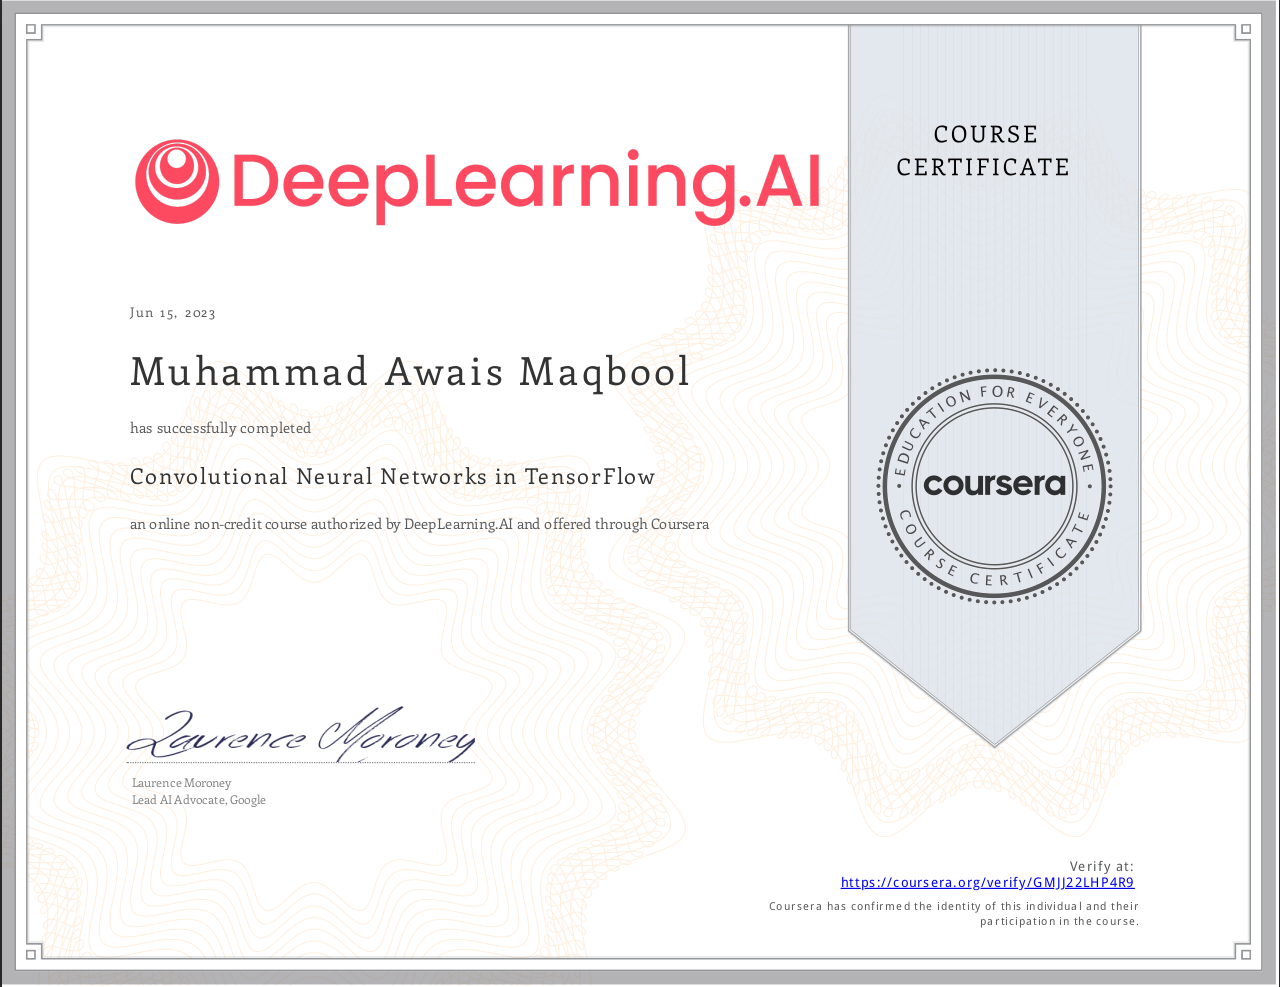 DeepLearning.AI
COURSE
CERTIFICATE
Jun 15, 2023
Muhammad Awais Maqbool
has successfully completed
Convolutional Neural Networks in TensorFlow
an online non-credit course authorized by DeepLearning.AI and offered through Coursera
EDUCATION FOR EVERYONE
coursera
COURSE CERTIFICATE
Laurence Moroney
Laurence Moroney
Lead AI Advocate, Google
Verify at:
https://coursera.org/verify/GMJJ22LHP4R9
Coursera has confirmed the identity of this individual and their
participation in the course.